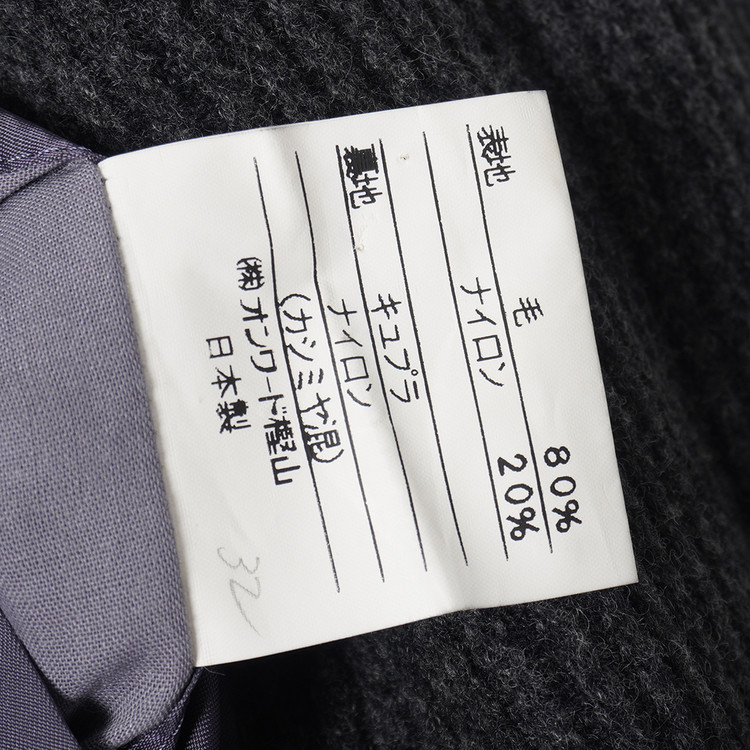 表地
毛 80%
ナイロン 20%
裏地
キュプラ
ナイロン
(カシミヤ混)
㈱オンワード樫山
日本製
32